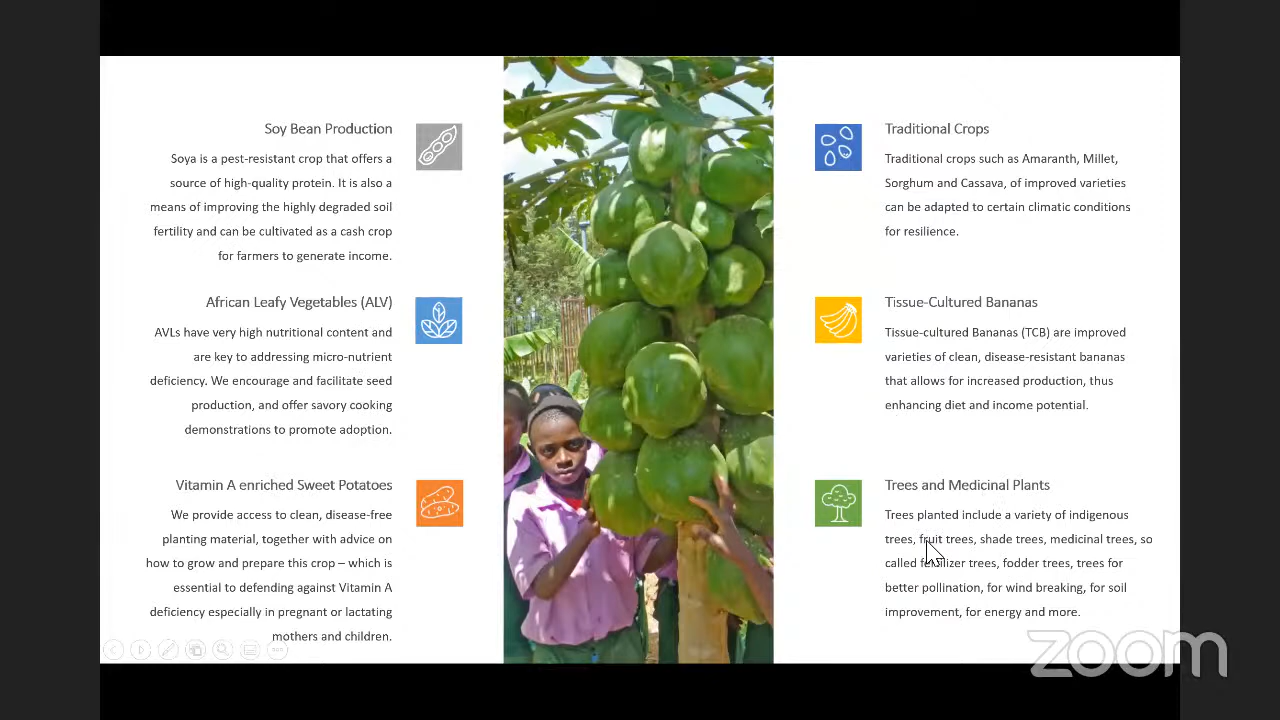 Soy Bean Production
Soya is a pest-resistant crop that offers a
source of high-quality protein. It is also a
means of improving the highly degraded soil
fertility and can be cultivated as a cash crop
for farmers to generate income.
African Leafy Vegetables (ALV)
AVLs have very high nutritional content and
are key to addressing micro-nutrient
deficiency. We encourage and facilitate seed
production, and offer savory cooking
demonstrations to promote adoption.
Vitamin A enriched Sweet Potatoes
We provide access to clean, disease-free
planting material, together with advice on
how to grow and prepare this crop – which is
essential to defending against Vitamin A
deficiency especially in pregnant or lactating
mothers and children.
Traditional Crops
Traditional crops such as Amaranth, Millet,
Sorghum and Cassava, of improved varieties
can be adapted to certain climatic conditions
for resilience.
Tissue-Cultured Bananas
Tissue-cultured Bananas (TCB) are improved
varieties of clean, disease-resistant bananas
that allows for increased production, thus
enhancing diet and income potential.
Trees and Medicinal Plants
Trees planted include a variety of indigenous
trees, fruit trees, shade trees, medicinal trees, so
called fertilizer trees, fodder trees, trees for
better pollination, for wind breaking, for soil
improvement, for energy and more.
zoom